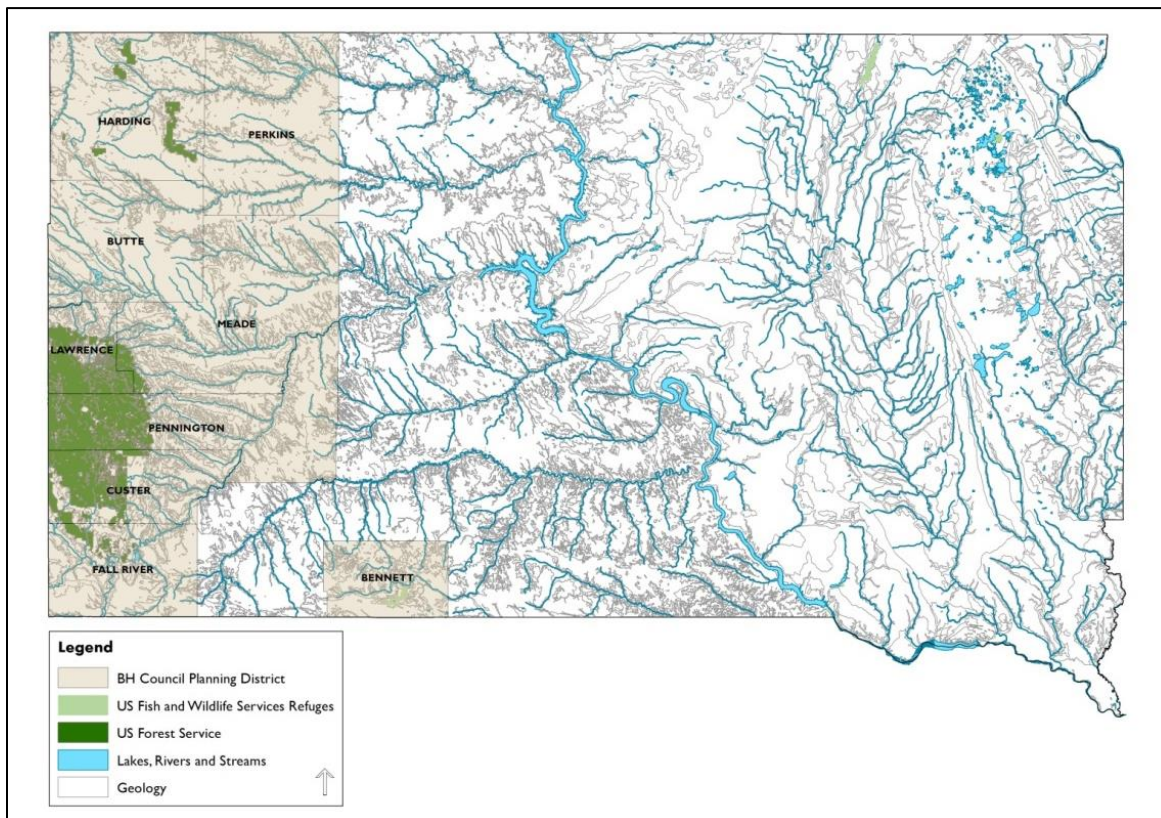 HARDING
PERKINS
BUTTE
MEADE
LAWRENCE
PENNINGTON
CUSTER
FALL RIVER
BENNETT
Legend
BH Council Planning District
US Fish and Wildlife Services Refuges
US Forest Service
Lakes, Rivers and Streams
Geology